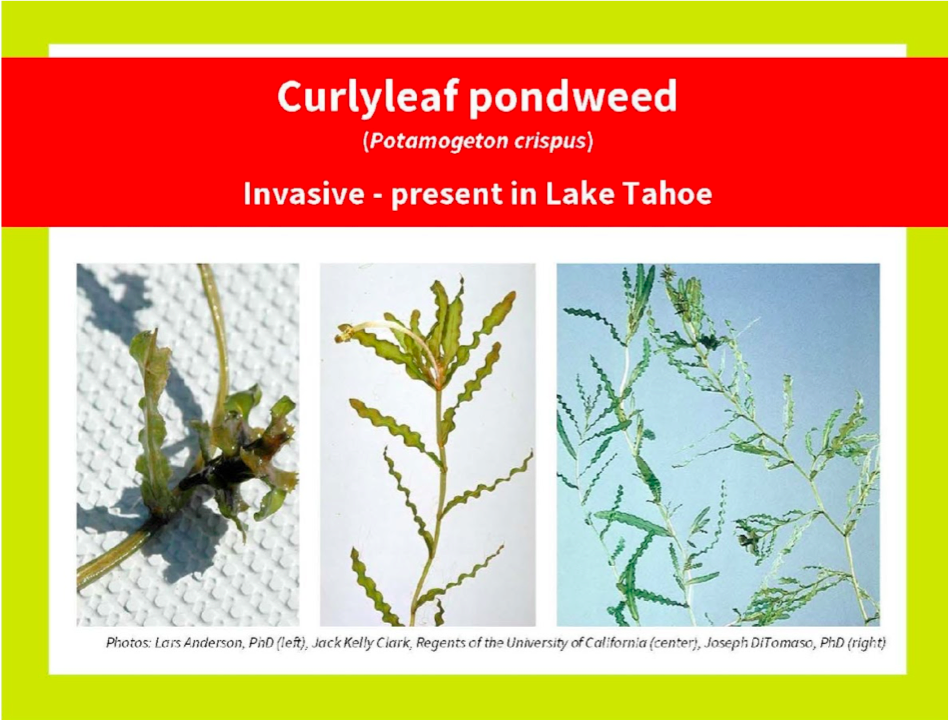 Curlyleaf pondweed
(Potamogeton crispus)
Invasive - present in Lake Tahoe
Photos: Lars Anderson, PhD (left), Jack Kelly Clark, Regents of the University of California (center), Joseph DiTomaso, PhD (right)